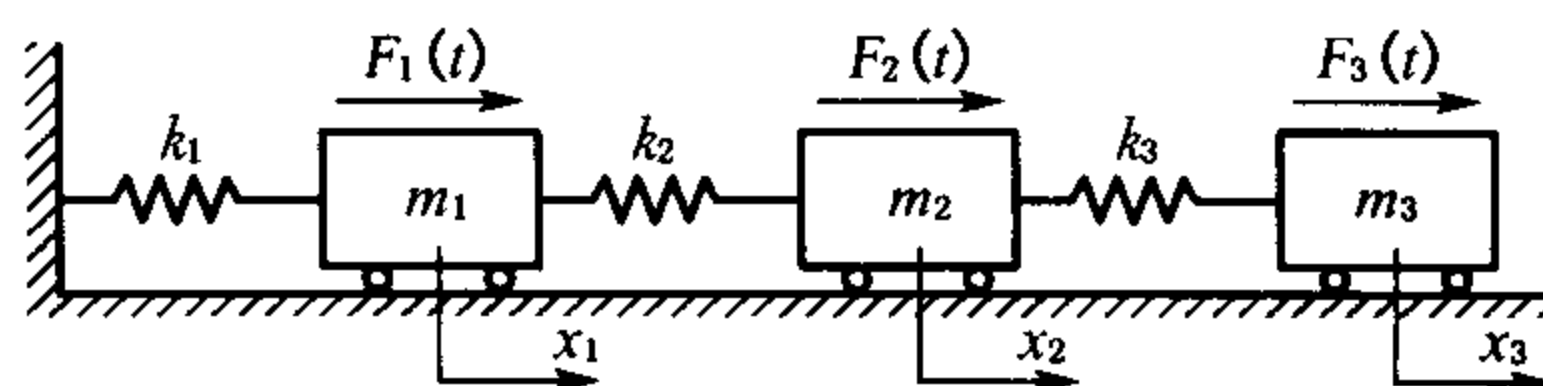 F₁(t) F₂(t) F₃(t)
k₁ k₂ k₃
m₁ m₂ m₃
x₁ x₂ x₃